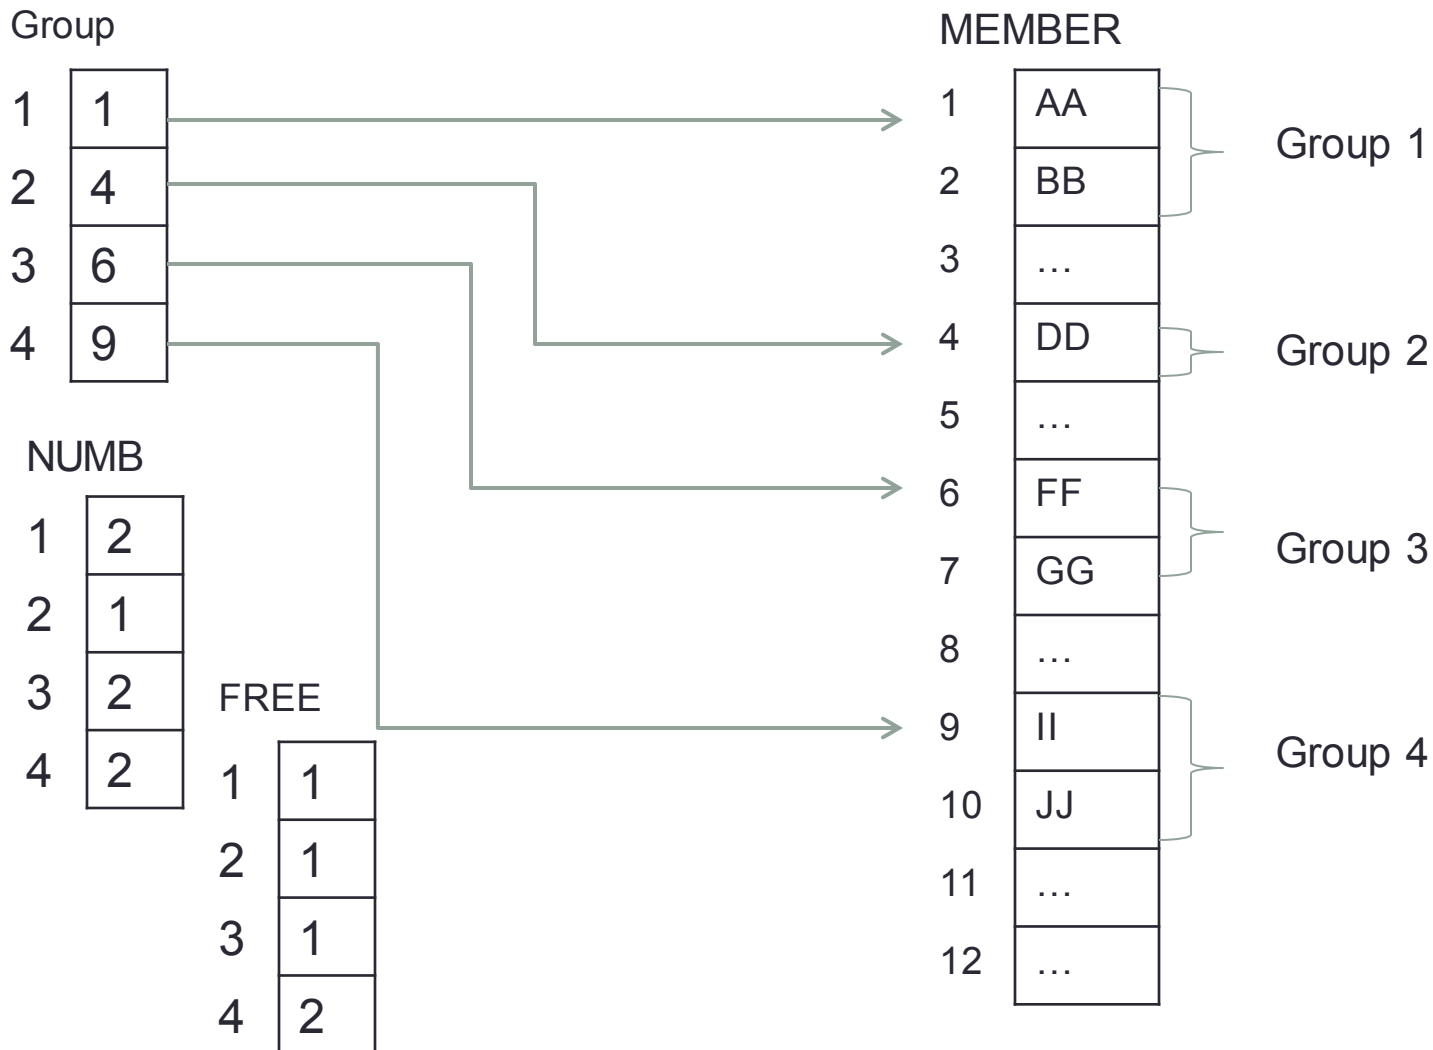 Group
1 1
2 4
3 6
4 9
NUMB
1 2
2 1
3 2
4 2
FREE
1 1
2 1
3 1
4 2
MEMBER
1 AA
2 BB
3 ...
4 DD
5 ...
6 FF
7 GG
8 ...
9 II
10 JJ
11 ...
12 ...
Group 1
Group 2
Group 3
Group 4